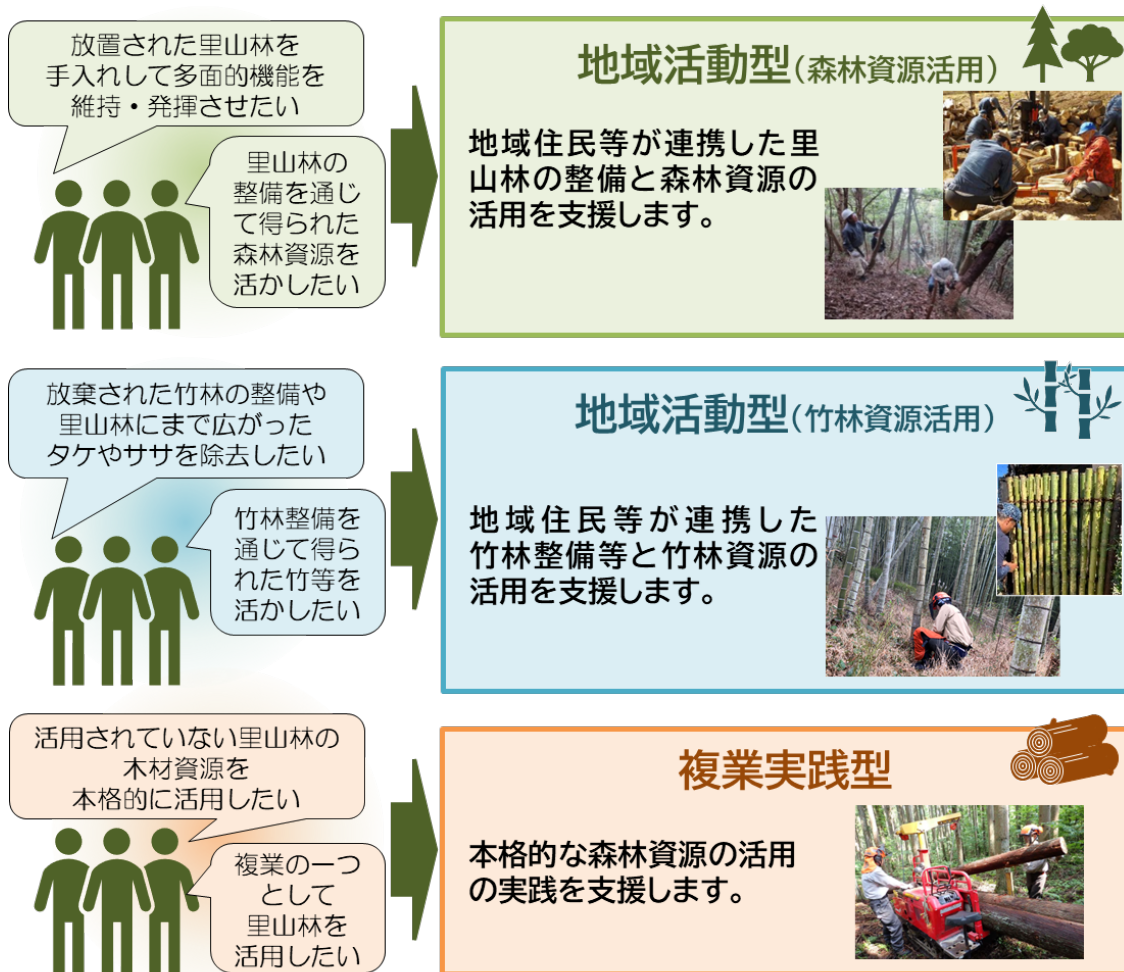 放置された里山林を
手入れして多面的機能を
維持・発揮させたい
里山林の
整備を通じ
て得られた
森林資源を
活かしたい
地域活動型(森林資源活用)
地域住民等が連携した里
山林の整備と森林資源の
活用を支援します。
放棄された竹林の整備や
里山林にまで広がった
タケやササを除去したい
竹林整備を
通じて得ら
れた竹等を
活かしたい
地域活動型(竹林資源活用)
地域住民等が連携した
竹林整備等と竹林資源の
活用を支援します。
活用されていない里山林の
木材資源を
本格的に活用したい
複業の一つ
として
里山林を
活用したい
複業実践型
本格的な森林資源の活用
の実践を支援します。